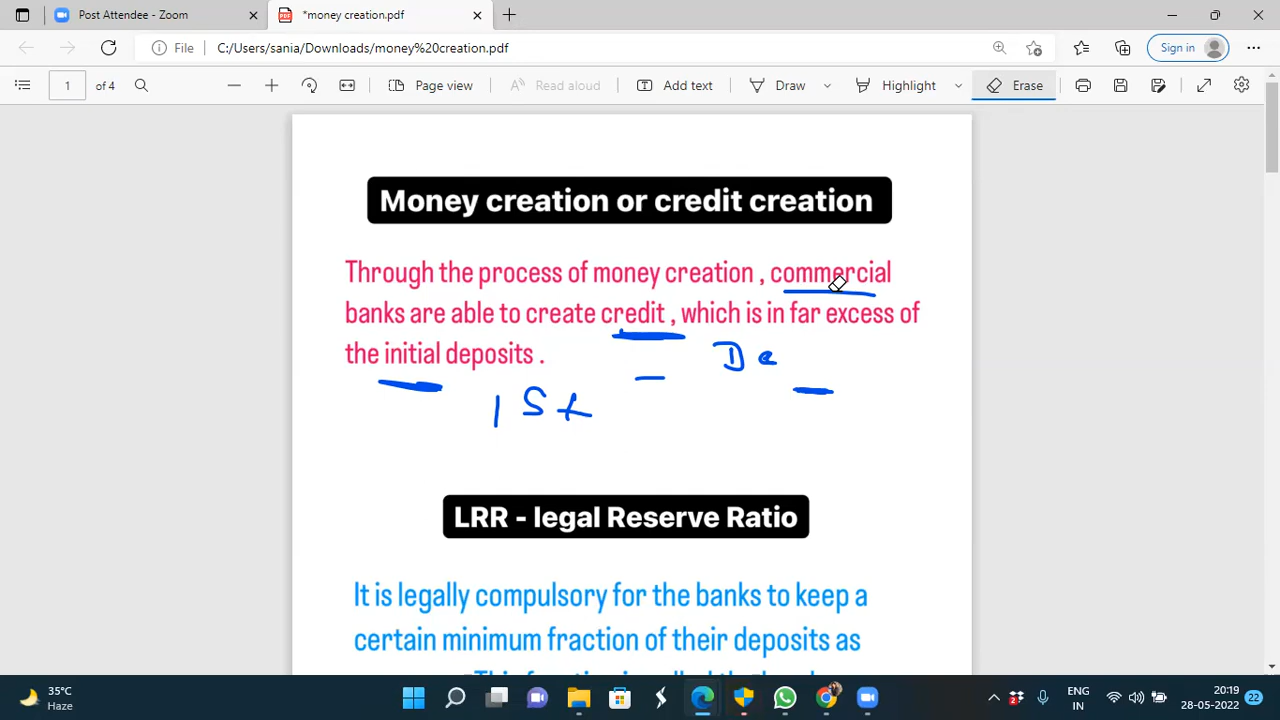 Post Attendee - Zoom
*money creation.pdf
File
C:/Users/sania/Downloads/money%20creation.pdf
Sign in
1
of 4
Page view
Read aloud
Add text
Draw
Highlight
Erase
Money creation or credit creation
Through the process of money creation , commercial
banks are able to create credit , which is in far excess of
the initial deposits .
De
1 St
LRR - legal Reserve Ratio
It is legally compulsory for the banks to keep a
certain minimum fraction of their deposits as
35°C
Haze
ENG
IN
20:19
28-05-2022
22